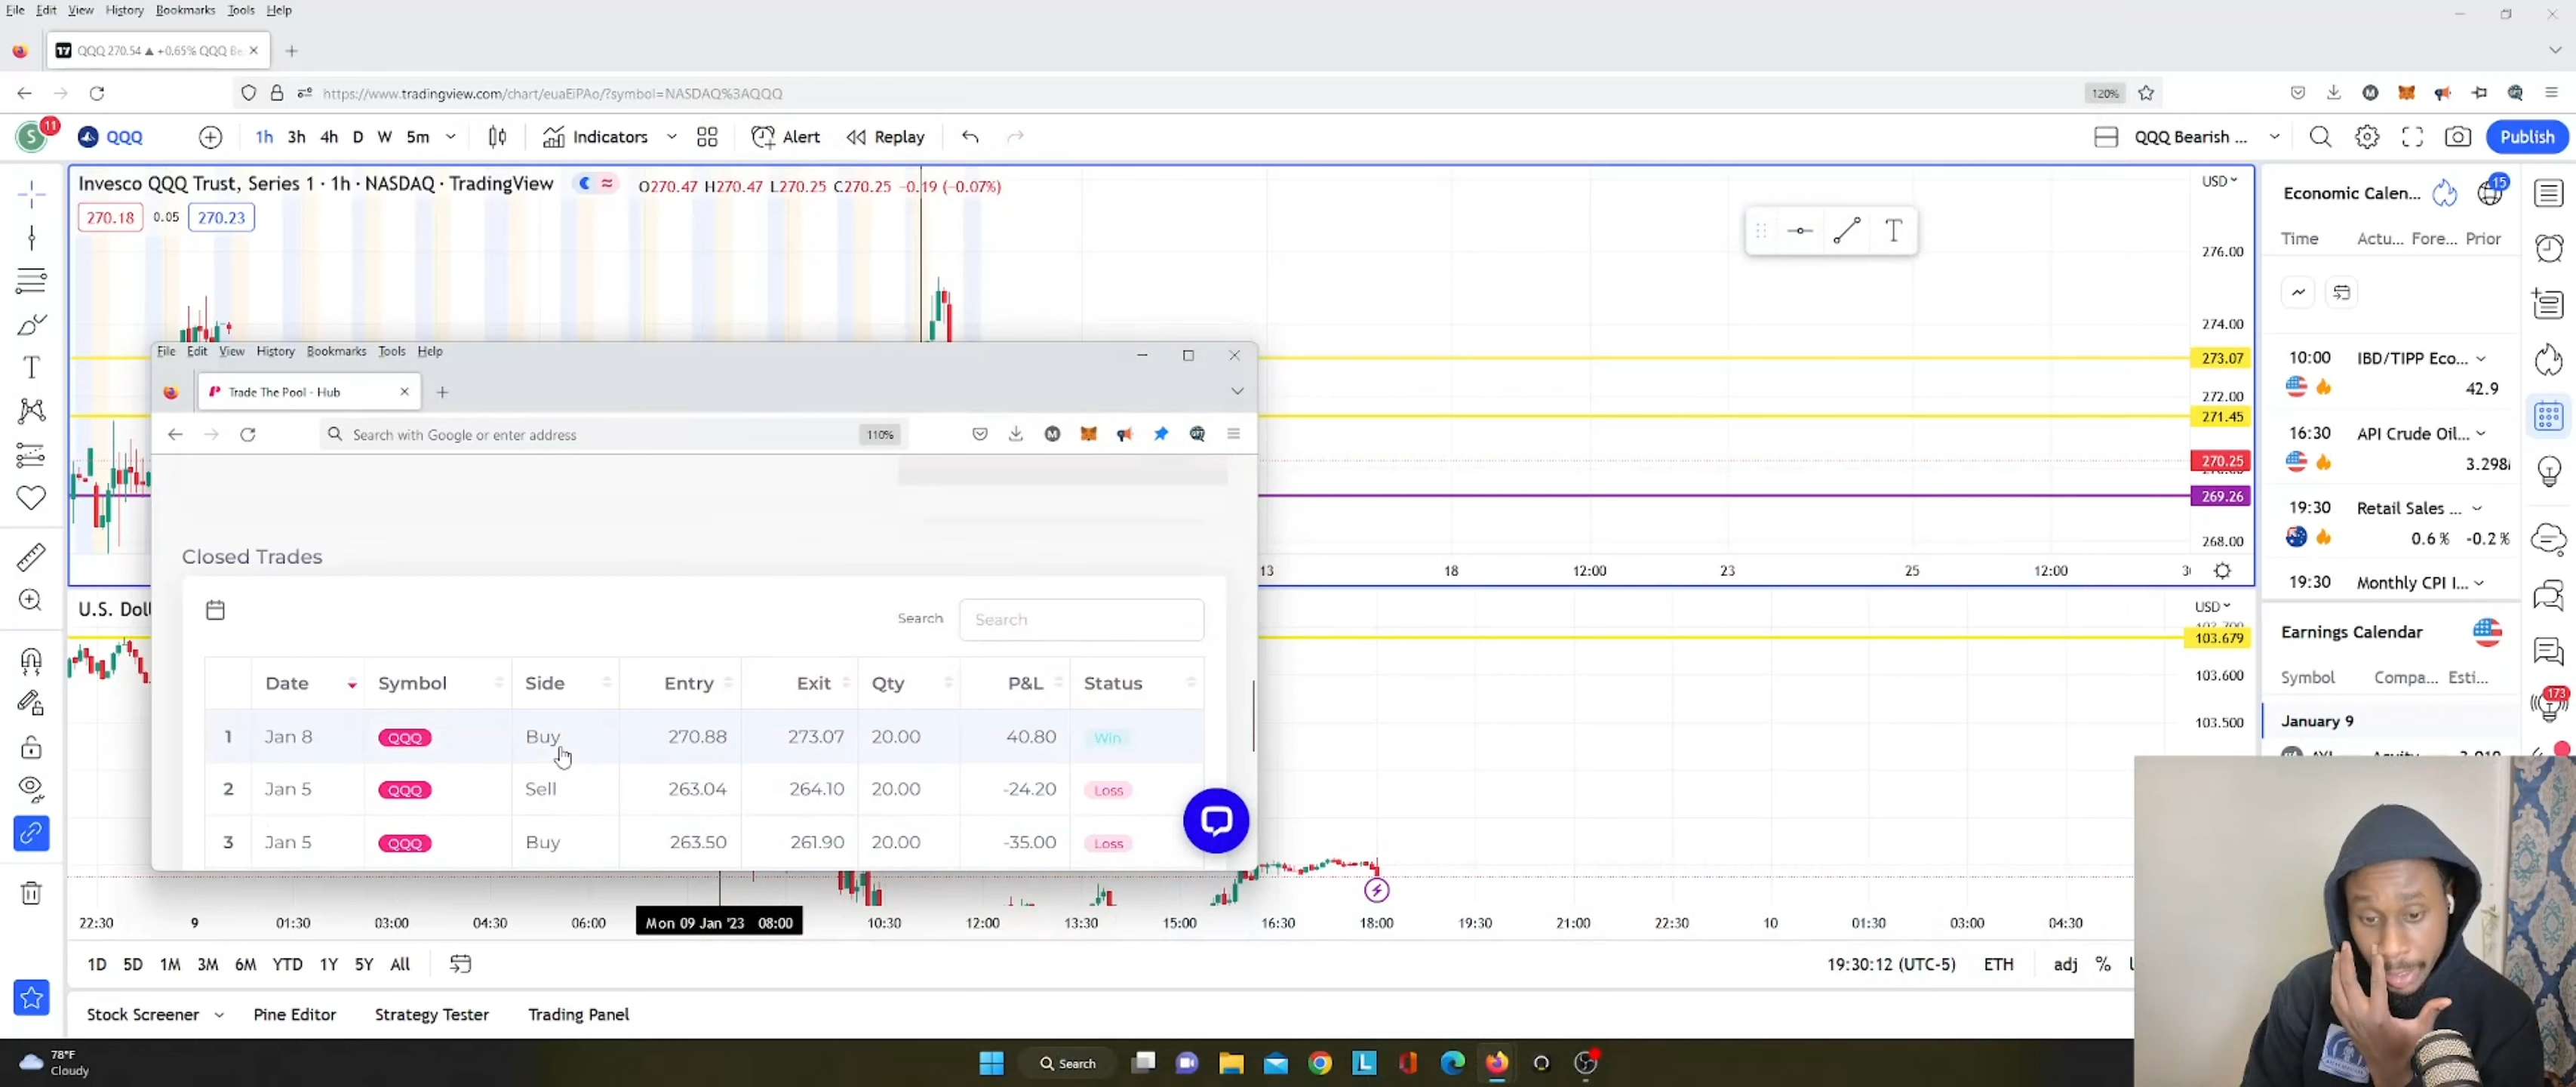 File Edit View History Bookmarks Tools Help
QQQ 270.54 ▲ +0.65% QQQ Be
https://www.tradingview.com/chart/euaEiPAo/?symbol=NASDAQ%3AQQQ
120%
S 11 QQQ 1h 3h 4h D W 5m Indicators Alert Replay QQQ Bearish ... Publish
Invesco QQQ Trust, Series 1 · 1h · NASDAQ · TradingView O270.47 H270.47 L270.25 C270.25 −0.19 (−0.07%)
270.18 0.05 270.23
USD
276.00
274.00
273.07
272.00
271.45
270.25
269.26
268.00
13 18 12:00 23 25 12:00
Economic Calen... 15
Time Actu... Fore... Prior
10:00 IBD/TIPP Eco...
42.9
16:30 API Crude Oil...
3.298
19:30 Retail Sales ...
0.6% -0.2%
19:30 Monthly CPI I...
Earnings Calendar
Symbol Compa... Esti...
January 9
173
File Edit View History Bookmarks Tools Help
Trade The Pool - Hub
Search with Google or enter address 110%
Closed Trades
Search Search
Date Symbol Side Entry Exit Qty P&L Status
1 Jan 8 QQQ Buy 270.88 273.07 20.00 40.80 Win
2 Jan 5 QQQ Sell 263.04 264.10 20.00 -24.20 Loss
3 Jan 5 QQQ Buy 263.50 261.90 20.00 -35.00 Loss
U.S. Doll
USD
103.679
103.600
103.500
22:30 9 01:30 03:00 04:30 06:00 Mon 09 Jan '23 08:00 10:30 12:00 13:30 15:00 16:30 18:00 19:30 21:00 22:30 10 01:30 03:00 04:30
1D 5D 1M 3M 6M YTD 1Y 5Y All 19:30:12 (UTC-5) ETH adj %
Stock Screener Pine Editor Strategy Tester Trading Panel
78°F
Cloudy
Search